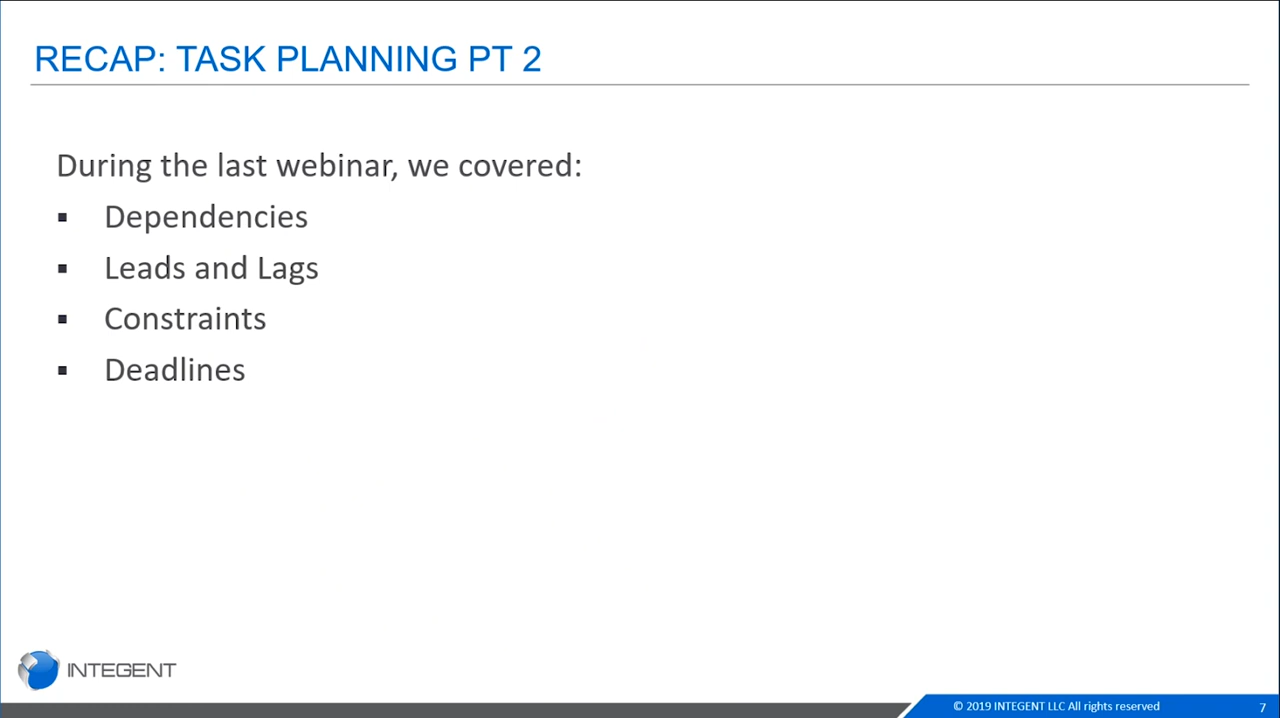 RECAP: TASK PLANNING PT 2
During the last webinar, we covered:
▪ Dependencies
▪ Leads and Lags
▪ Constraints
▪ Deadlines
INTEGENT
© 2019 INTEGENT LLC All rights reserved
7